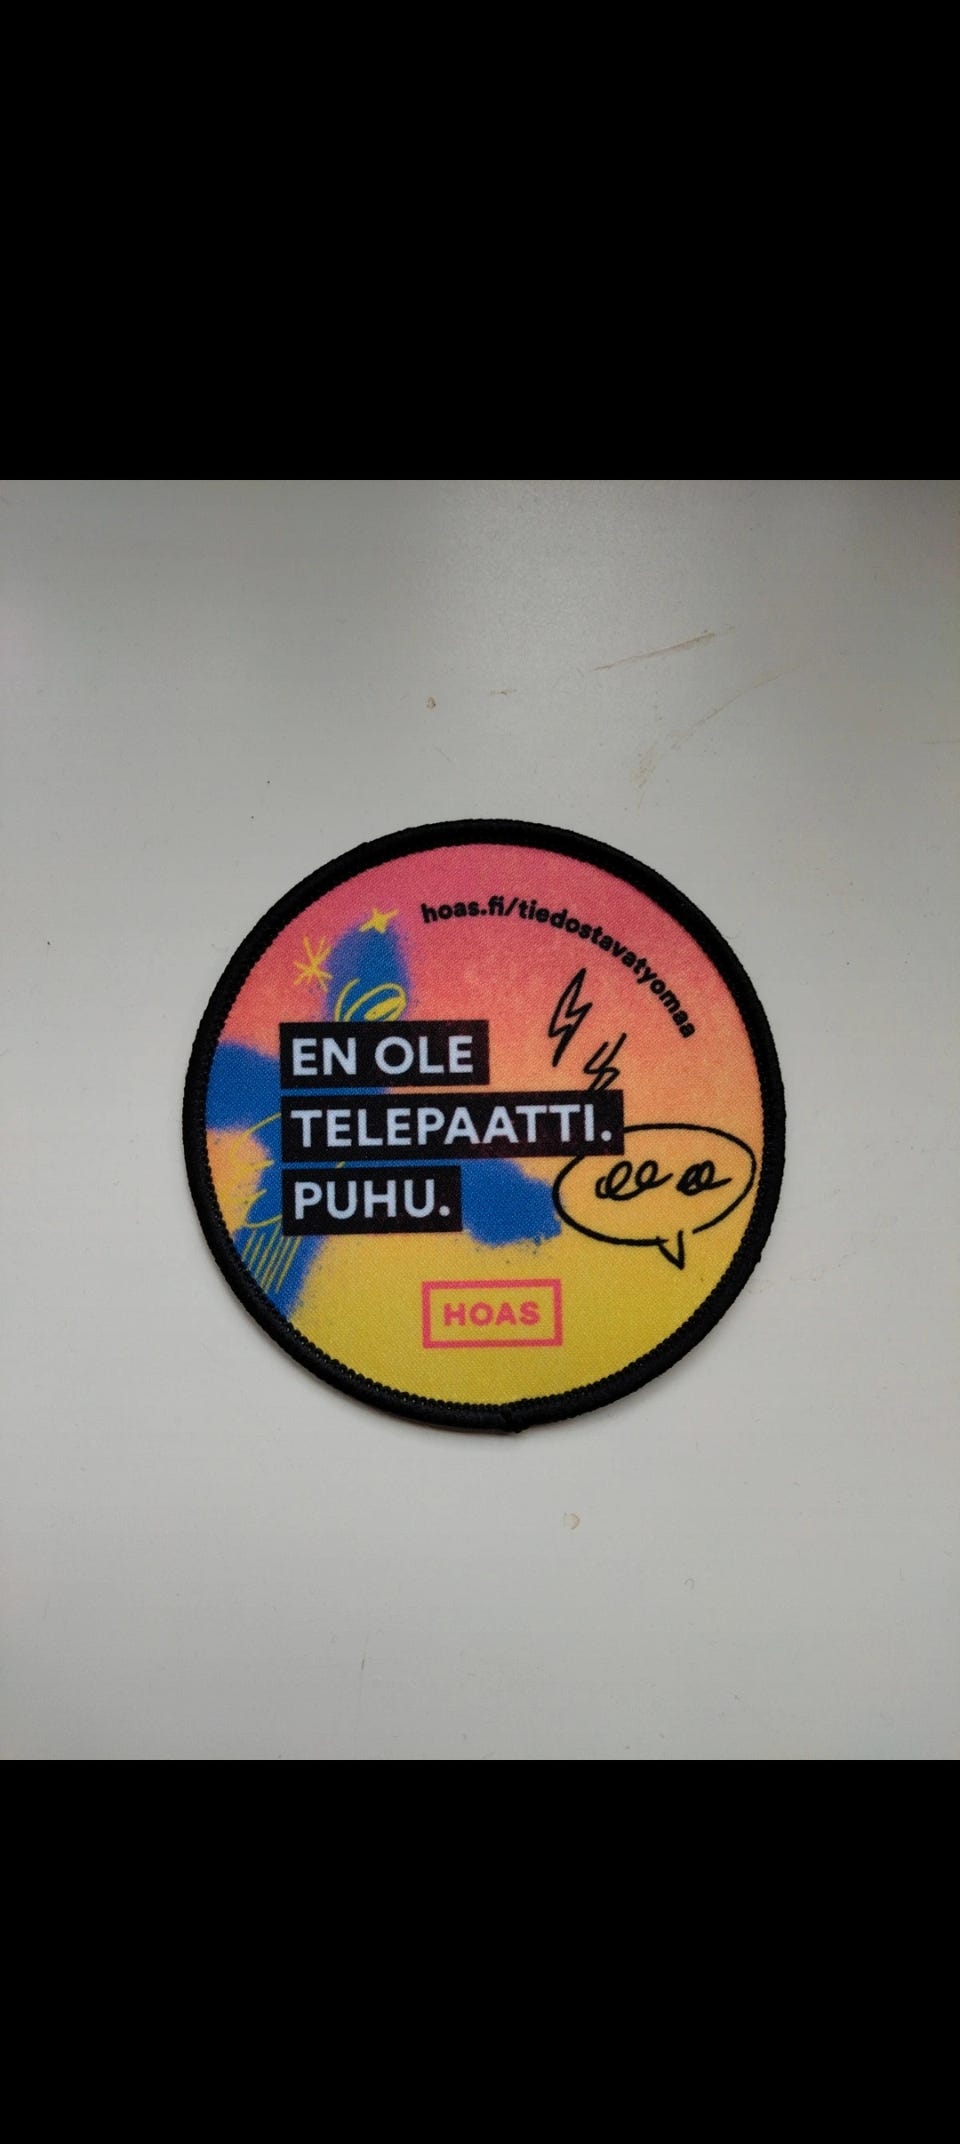 hoas.fi/tiedostavatyomaa
EN OLE
TELEPAATTI.
PUHU.
HOAS